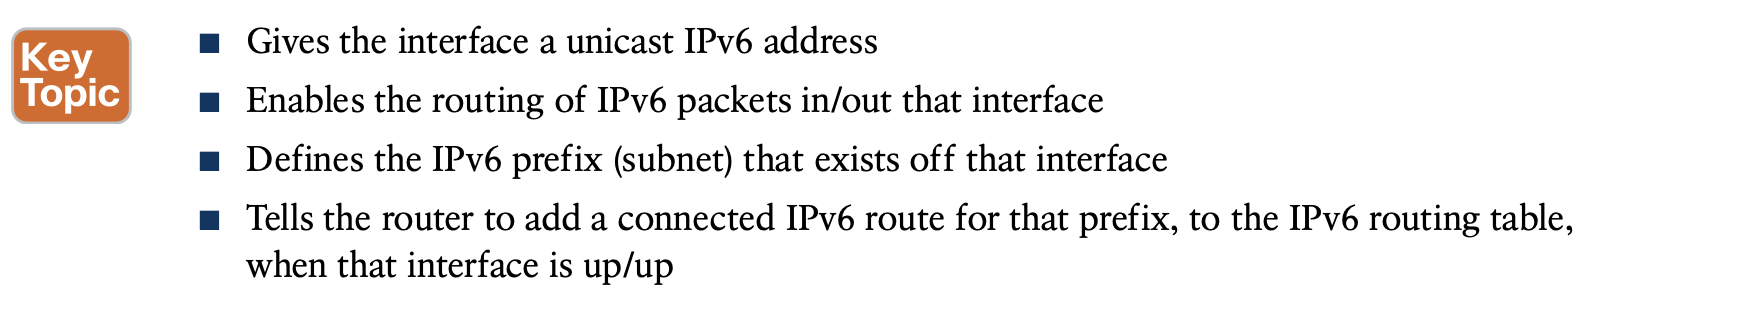 Key
Topic
■ Gives the interface a unicast IPv6 address
■ Enables the routing of IPv6 packets in/out that interface
■ Defines the IPv6 prefix (subnet) that exists off that interface
■ Tells the router to add a connected IPv6 route for that prefix, to the IPv6 routing table,
when that interface is up/up